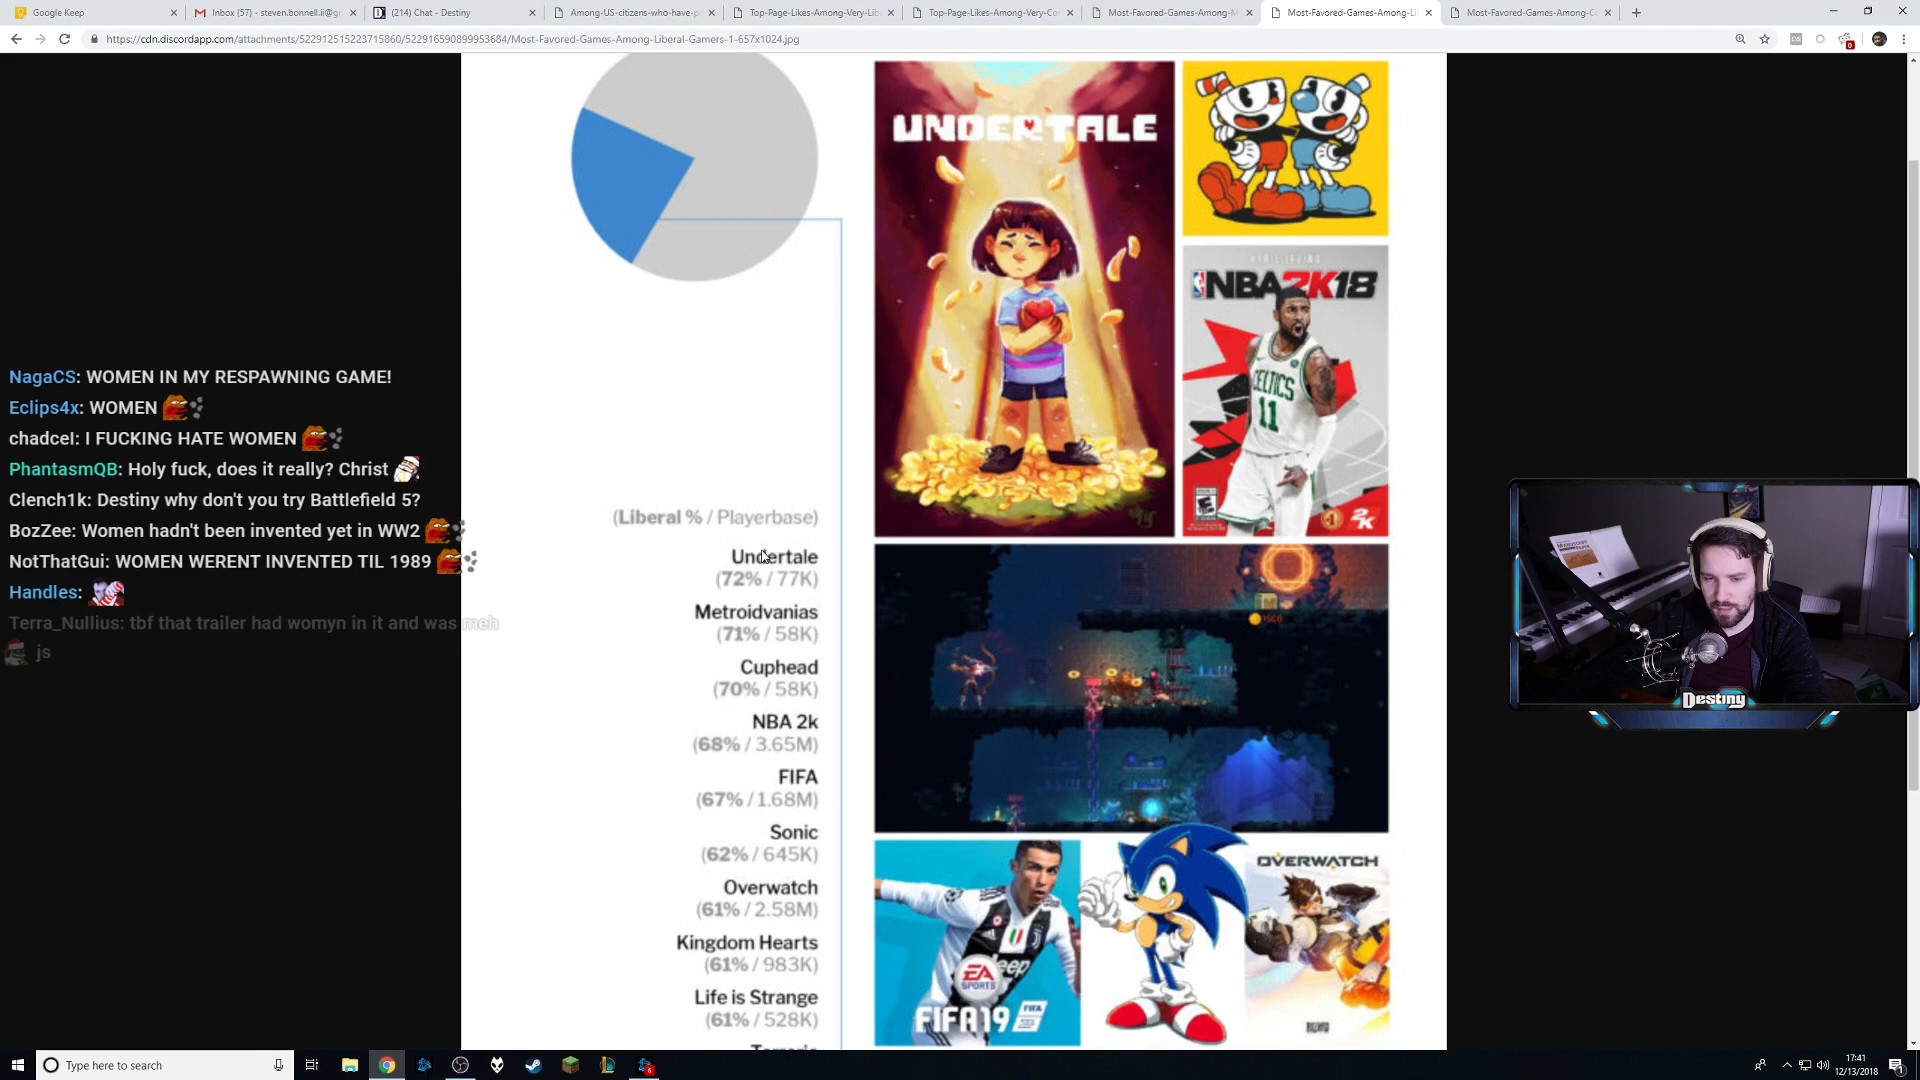 Google Keep
Inbox (57) - steven.bonnell.ii@gr
(214) Chat - Destiny
Among-US-citizens-who-have-p
Top-Page-Likes-Among-Very-Lib
Top-Page-Likes-Among-Very-Co
Most-Favored-Games-Among-M
Most-Favored-Games-Among-Li
Most-Favored-Games-Among-Co
https://cdn.discordapp.com/attachments/522912515223715860/522916590899953684/Most-Favored-Games-Among-Liberal-Gamers-1-657x1024.jpg
UNDERTALE
KYRIE IRVING
NBA 2K18
CELTICS
11
2K
NagaCS: WOMEN IN MY RESPAWNING GAME!
Eclips4x: WOMEN
chadcel: I FUCKING HATE WOMEN
PhantasmQB: Holy fuck, does it really? Christ
Clench1k: Destiny why don't you try Battlefield 5?
BozZee: Women hadn't been invented yet in WW2
NotThatGui: WOMEN WERENT INVENTED TIL 1989
Handles:
Terra_Nullius: tbf that trailer had womyn in it and was meh
js
(Liberal % / Playerbase)
Undertale
(72% / 77K)
Metroidvanias
(71% / 58K)
Cuphead
(70% / 58K)
NBA 2k
(68% / 3.65M)
FIFA
(67% / 1.68M)
Sonic
(62% / 645K)
Overwatch
(61% / 2.58M)
Kingdom Hearts
(61% / 983K)
Life is Strange
(61% / 528K)
Jeep
EA
SPORTS
FIFA19
OVERWATCH
Destiny
Type here to search
6
17:41
12/13/2018